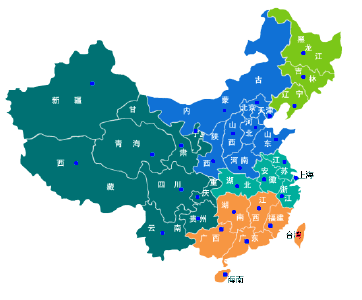 黑龙江
吉林
辽宁
内蒙古
北京
天津
河北
山西
山东
宁
陕西
河南
甘肃
新疆
青海
西藏
四川
重庆
贵州
云南
湖北
安徽
江苏
上海
浙江
湖南
江西
福建
广西
广东
台湾
海南